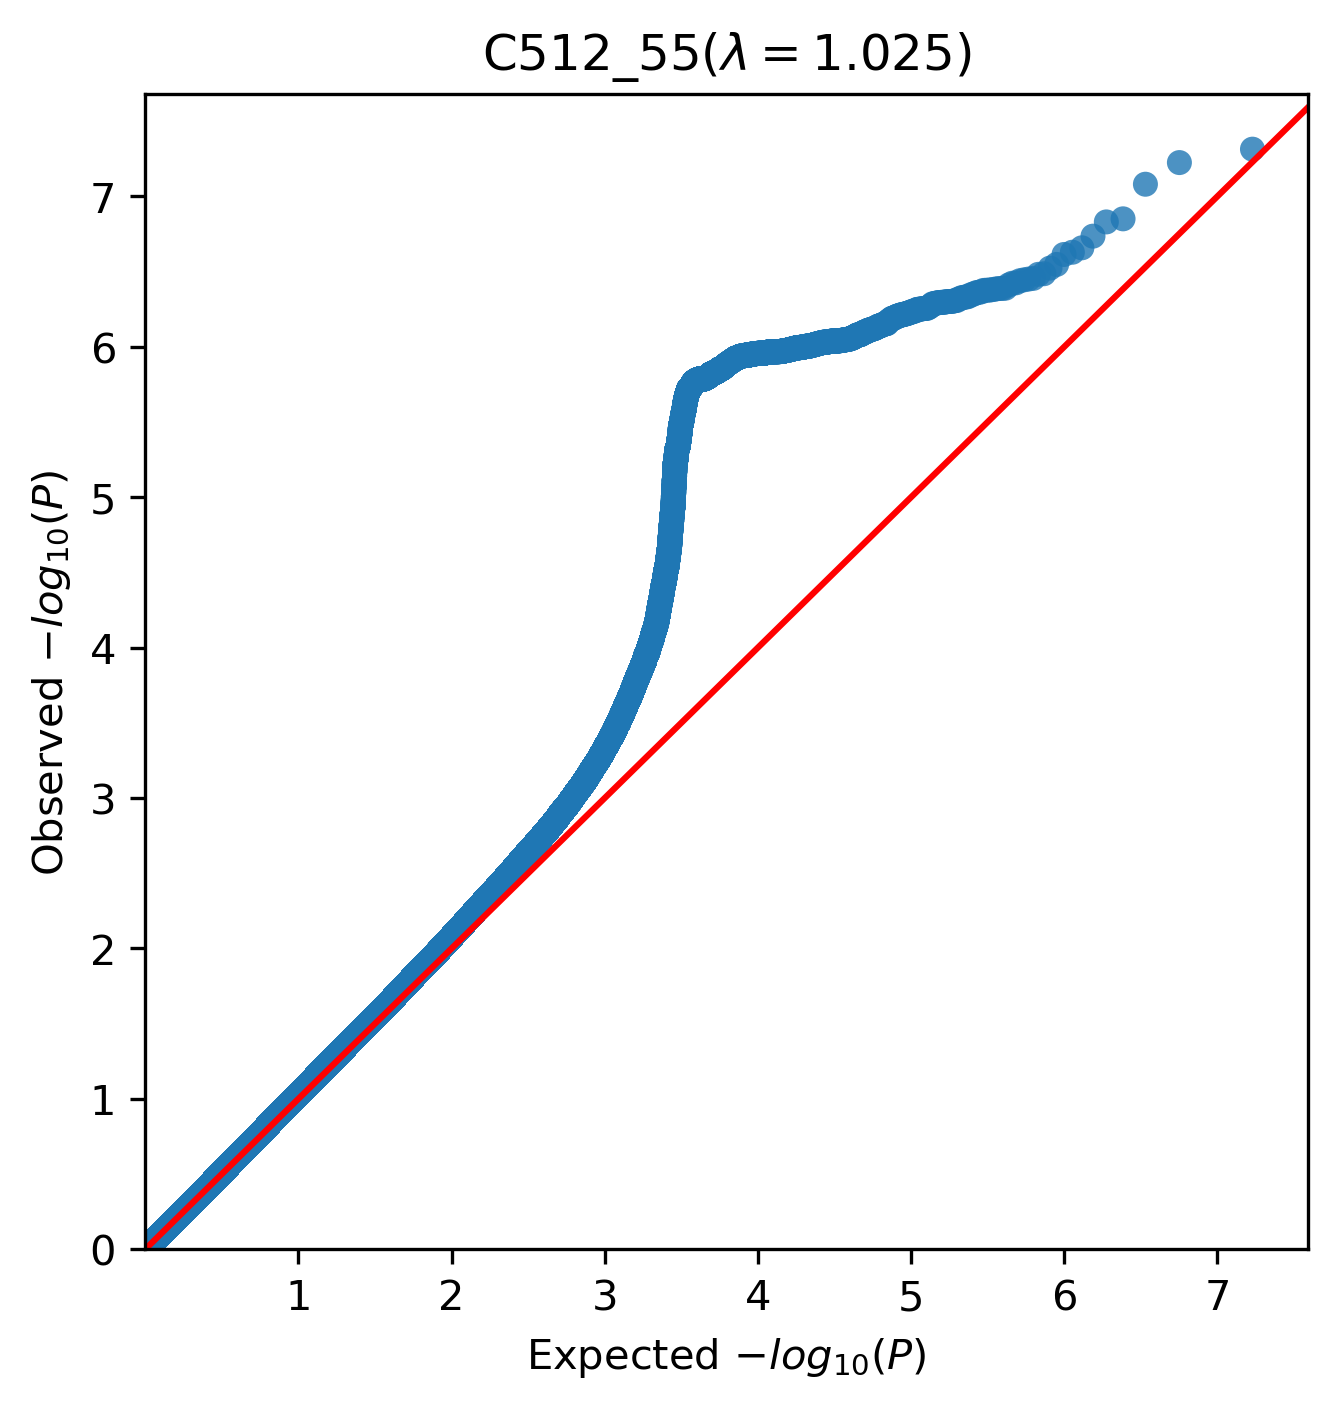 C512_55(λ = 1.025)
Observed −log₁₀(P)
7
6
5
4
3
2
1
0
1 2 3 4 5 6 7
Expected −log₁₀(P)